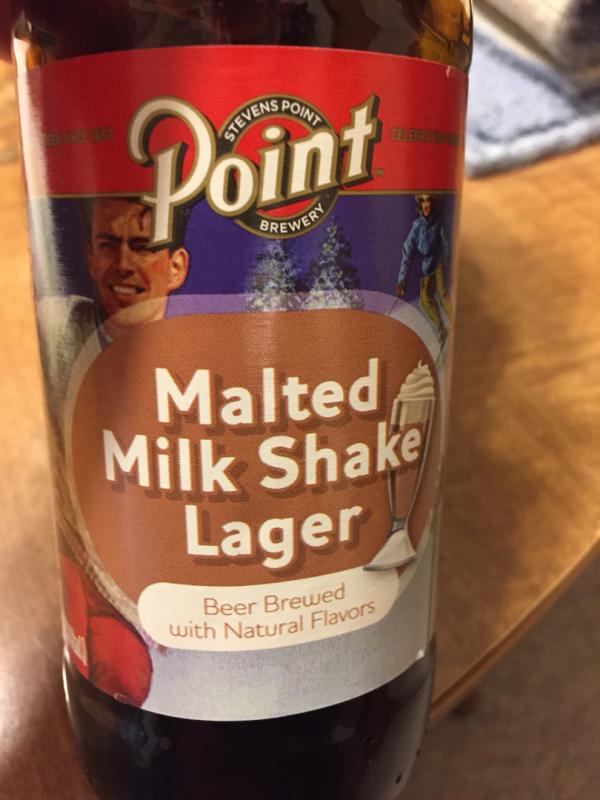 STEVENS POINT
Point
BREWERY
Malted
Milk Shake
Lager
Beer Brewed
with Natural Flavors